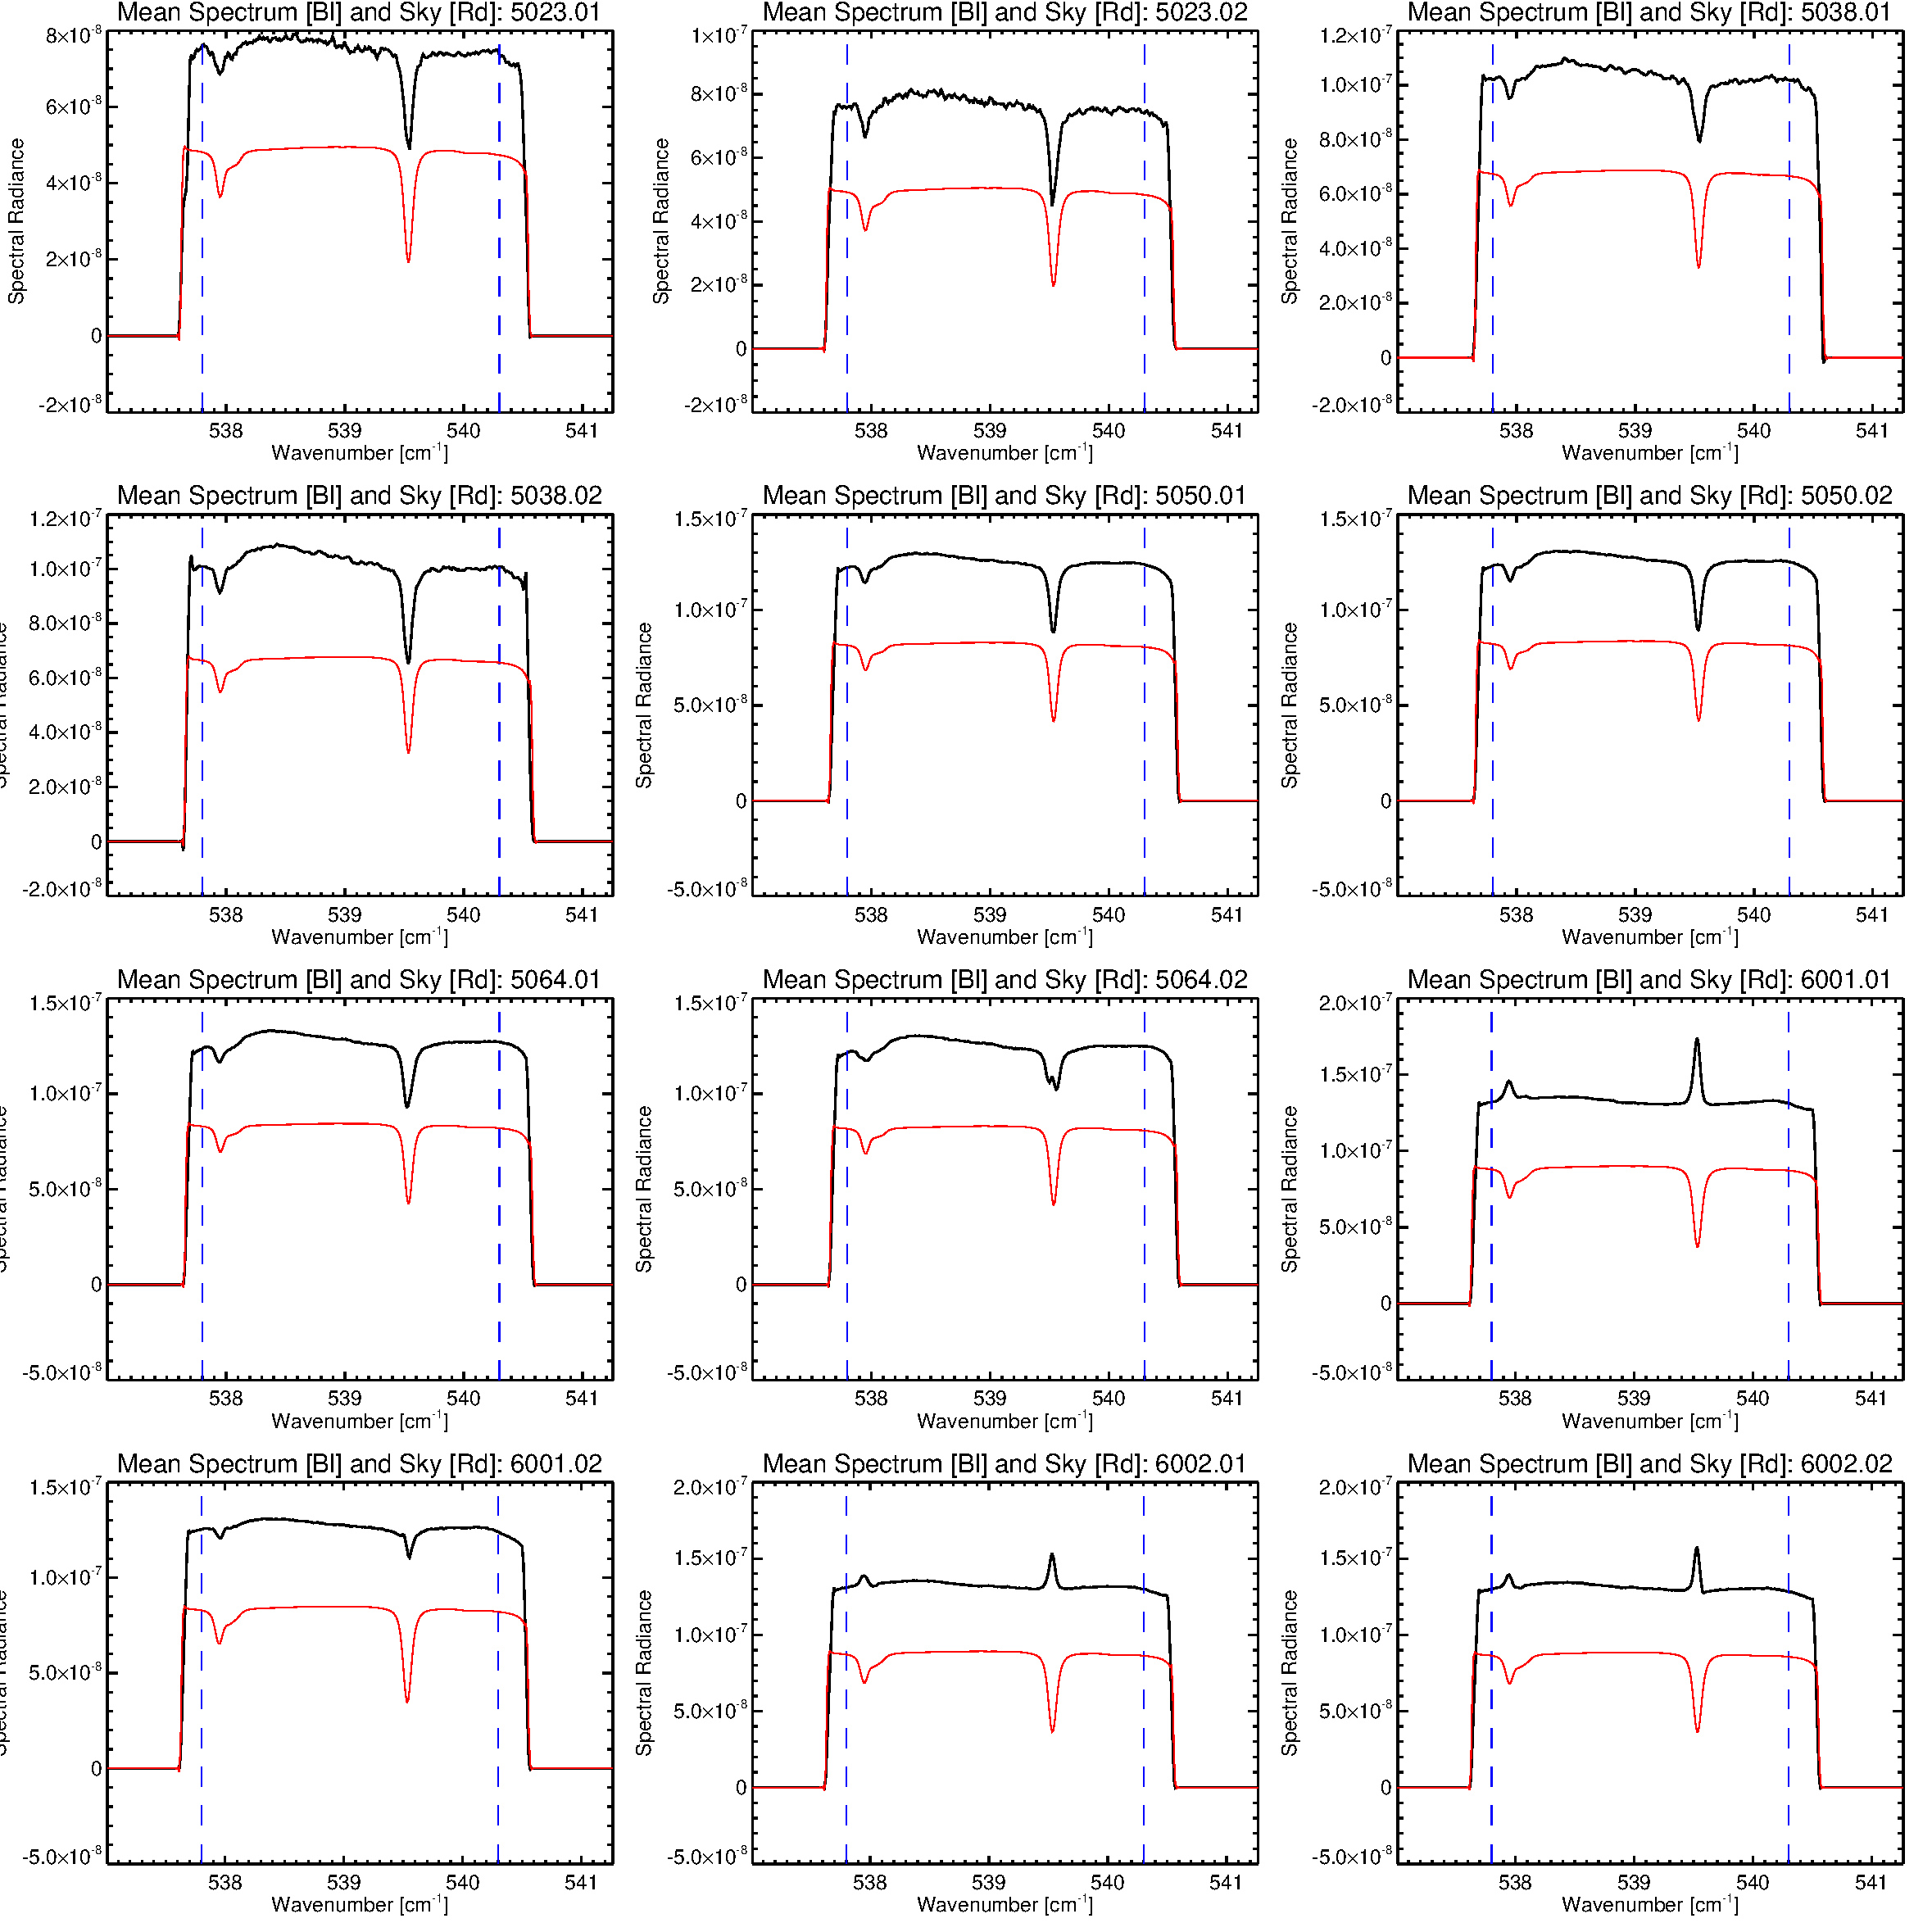 Mean Spectrum [Bl] and Sky [Rd]: 5023.01
8×10⁻⁸
6×10⁻⁸
4×10⁻⁸
2×10⁻⁸
0
-2×10⁻⁸
Spectral Radiance
538 539 540 541
Wavenumber [cm⁻¹]
Mean Spectrum [Bl] and Sky [Rd]: 5023.02
1×10⁻⁷
8×10⁻⁸
6×10⁻⁸
4×10⁻⁸
2×10⁻⁸
0
-2×10⁻⁸
Spectral Radiance
538 539 540 541
Wavenumber [cm⁻¹]
Mean Spectrum [Bl] and Sky [Rd]: 5038.01
1.2×10⁻⁷
1.0×10⁻⁷
8.0×10⁻⁸
6.0×10⁻⁸
4.0×10⁻⁸
2.0×10⁻⁸
0
-2.0×10⁻⁸
Spectral Radiance
538 539 540 541
Wavenumber [cm⁻¹]
Mean Spectrum [Bl] and Sky [Rd]: 5038.02
1.2×10⁻⁷
1.0×10⁻⁷
8.0×10⁻⁸
6.0×10⁻⁸
4.0×10⁻⁸
2.0×10⁻⁸
0
-2.0×10⁻⁸
Spectral Radiance
538 539 540 541
Wavenumber [cm⁻¹]
Mean Spectrum [Bl] and Sky [Rd]: 5050.01
1.5×10⁻⁷
1.0×10⁻⁷
5.0×10⁻⁸
0
-5.0×10⁻⁸
Spectral Radiance
538 539 540 541
Wavenumber [cm⁻¹]
Mean Spectrum [Bl] and Sky [Rd]: 5050.02
1.5×10⁻⁷
1.0×10⁻⁷
5.0×10⁻⁸
0
-5.0×10⁻⁸
Spectral Radiance
538 539 540 541
Wavenumber [cm⁻¹]
Mean Spectrum [Bl] and Sky [Rd]: 5064.01
1.5×10⁻⁷
1.0×10⁻⁷
5.0×10⁻⁸
0
-5.0×10⁻⁸
Spectral Radiance
538 539 540 541
Wavenumber [cm⁻¹]
Mean Spectrum [Bl] and Sky [Rd]: 5064.02
1.5×10⁻⁷
1.0×10⁻⁷
5.0×10⁻⁸
0
-5.0×10⁻⁸
Spectral Radiance
538 539 540 541
Wavenumber [cm⁻¹]
Mean Spectrum [Bl] and Sky [Rd]: 6001.01
2.0×10⁻⁷
1.5×10⁻⁷
1.0×10⁻⁷
5.0×10⁻⁸
0
-5.0×10⁻⁸
Spectral Radiance
538 539 540 541
Wavenumber [cm⁻¹]
Mean Spectrum [Bl] and Sky [Rd]: 6001.02
1.5×10⁻⁷
1.0×10⁻⁷
5.0×10⁻⁸
0
-5.0×10⁻⁸
Spectral Radiance
538 539 540 541
Wavenumber [cm⁻¹]
Mean Spectrum [Bl] and Sky [Rd]: 6002.01
2.0×10⁻⁷
1.5×10⁻⁷
1.0×10⁻⁷
5.0×10⁻⁸
0
-5.0×10⁻⁸
Spectral Radiance
538 539 540 541
Wavenumber [cm⁻¹]
Mean Spectrum [Bl] and Sky [Rd]: 6002.02
2.0×10⁻⁷
1.5×10⁻⁷
1.0×10⁻⁷
5.0×10⁻⁸
0
-5.0×10⁻⁸
Spectral Radiance
538 539 540 541
Wavenumber [cm⁻¹]